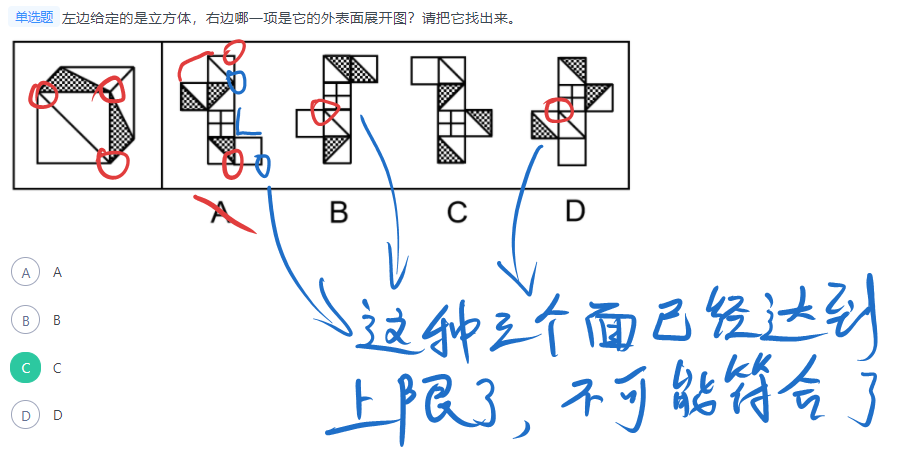 单选题 左边给定的是立方体，右边哪一项是它的外表面展开图？请把它找出来。
A B C D
这种三个面已经达到
上限了，不可能符合了
A A
B B
C C
D D